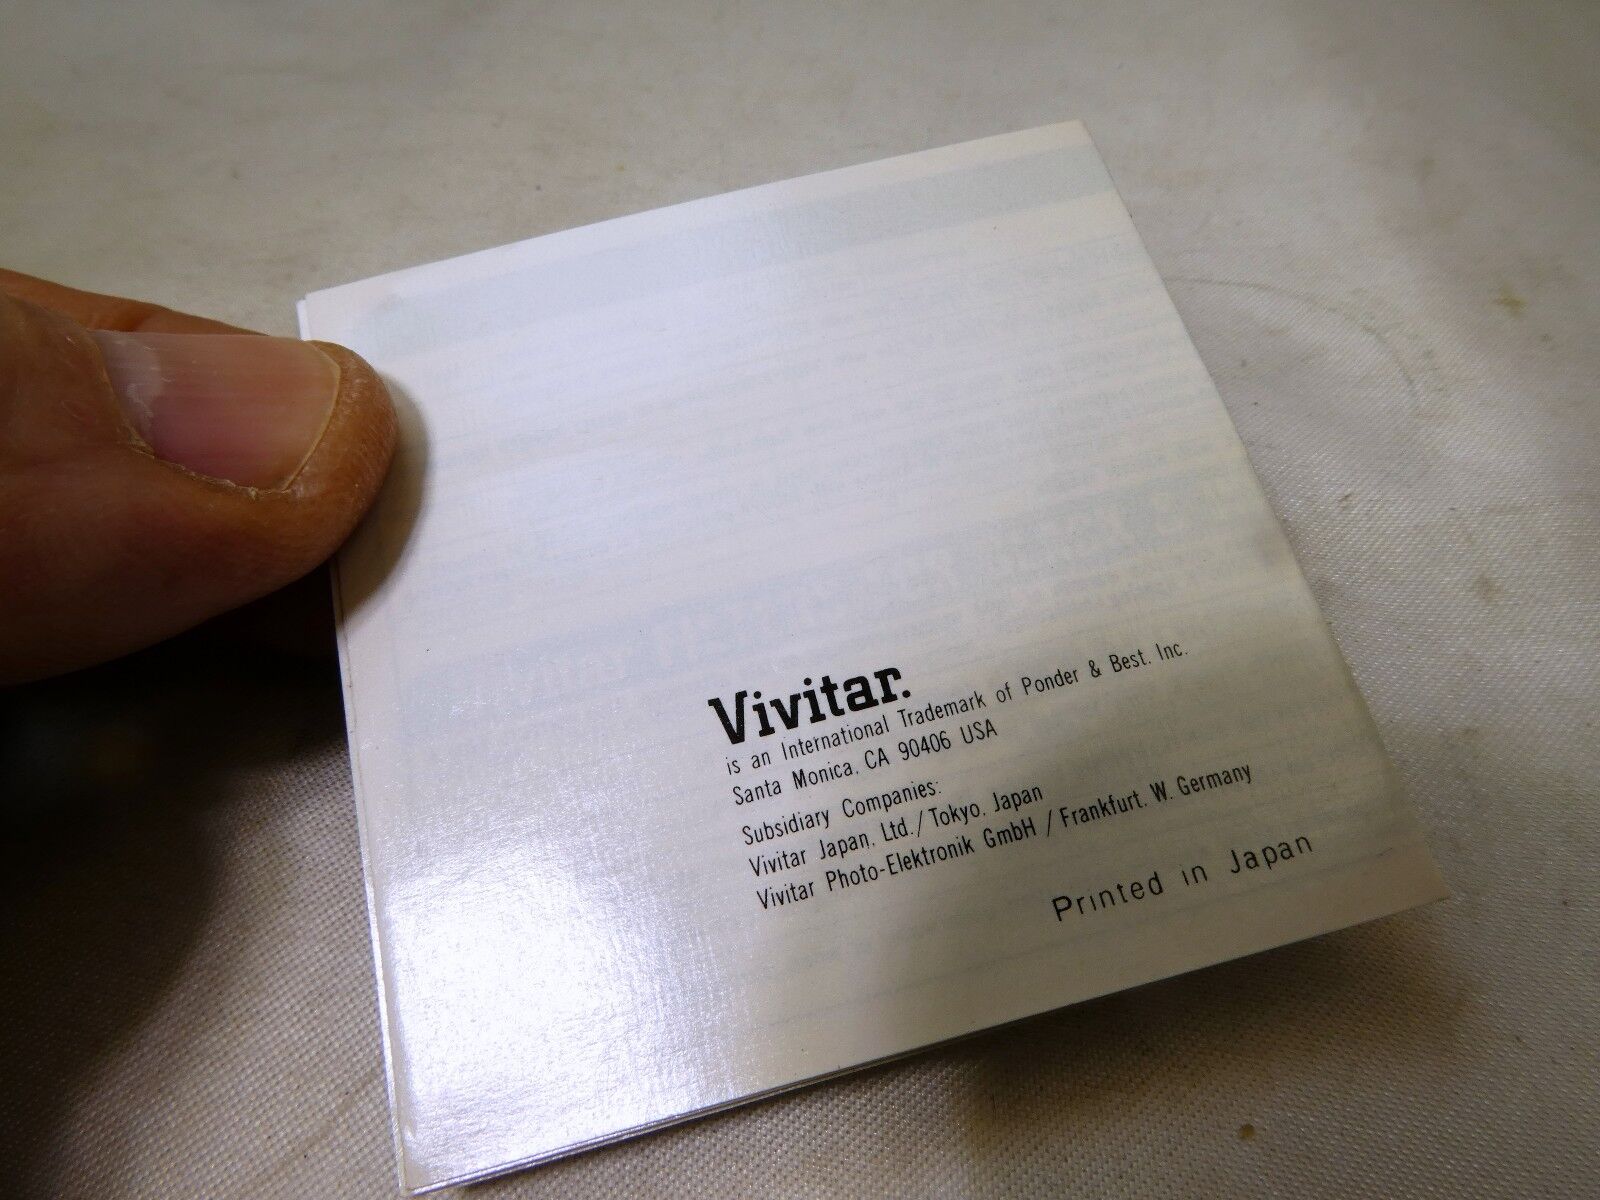 Vivitar.
is an International Trademark of Ponder & Best. Inc.
Santa Monica, CA 90406 USA
Subsidiary Companies:
Vivitar Japan, Ltd./Tokyo, Japan
Vivitar Photo-Elektronik GmbH / Frankfurt. W. Germany
Printed in Japan